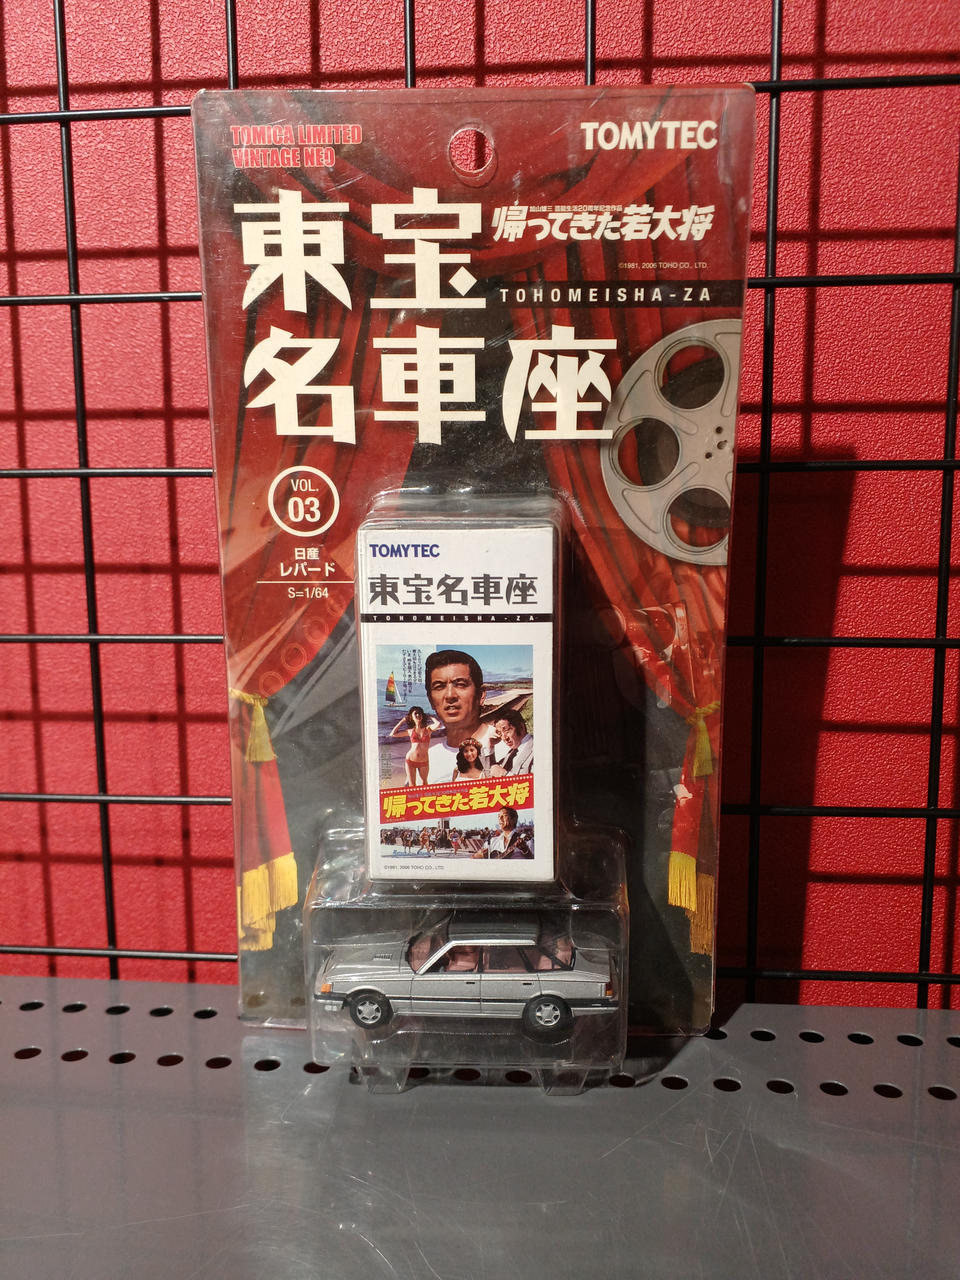 TOMICA LIMITED
VINTAGE NEO
TOMYTEC
東宝
名車座
加山雄三 芸能生活20周年記念作品
帰ってきた若大将
©1981, 2006 TOHO CO., LTD.
TOHOMEISHA-ZA
VOL.
03
日産
レパード
S=1/64
TOMYTEC
東宝名車座
TOHOMEISHA-ZA
帰ってきた若大将
©1981, 2006 TOHO CO., LTD.